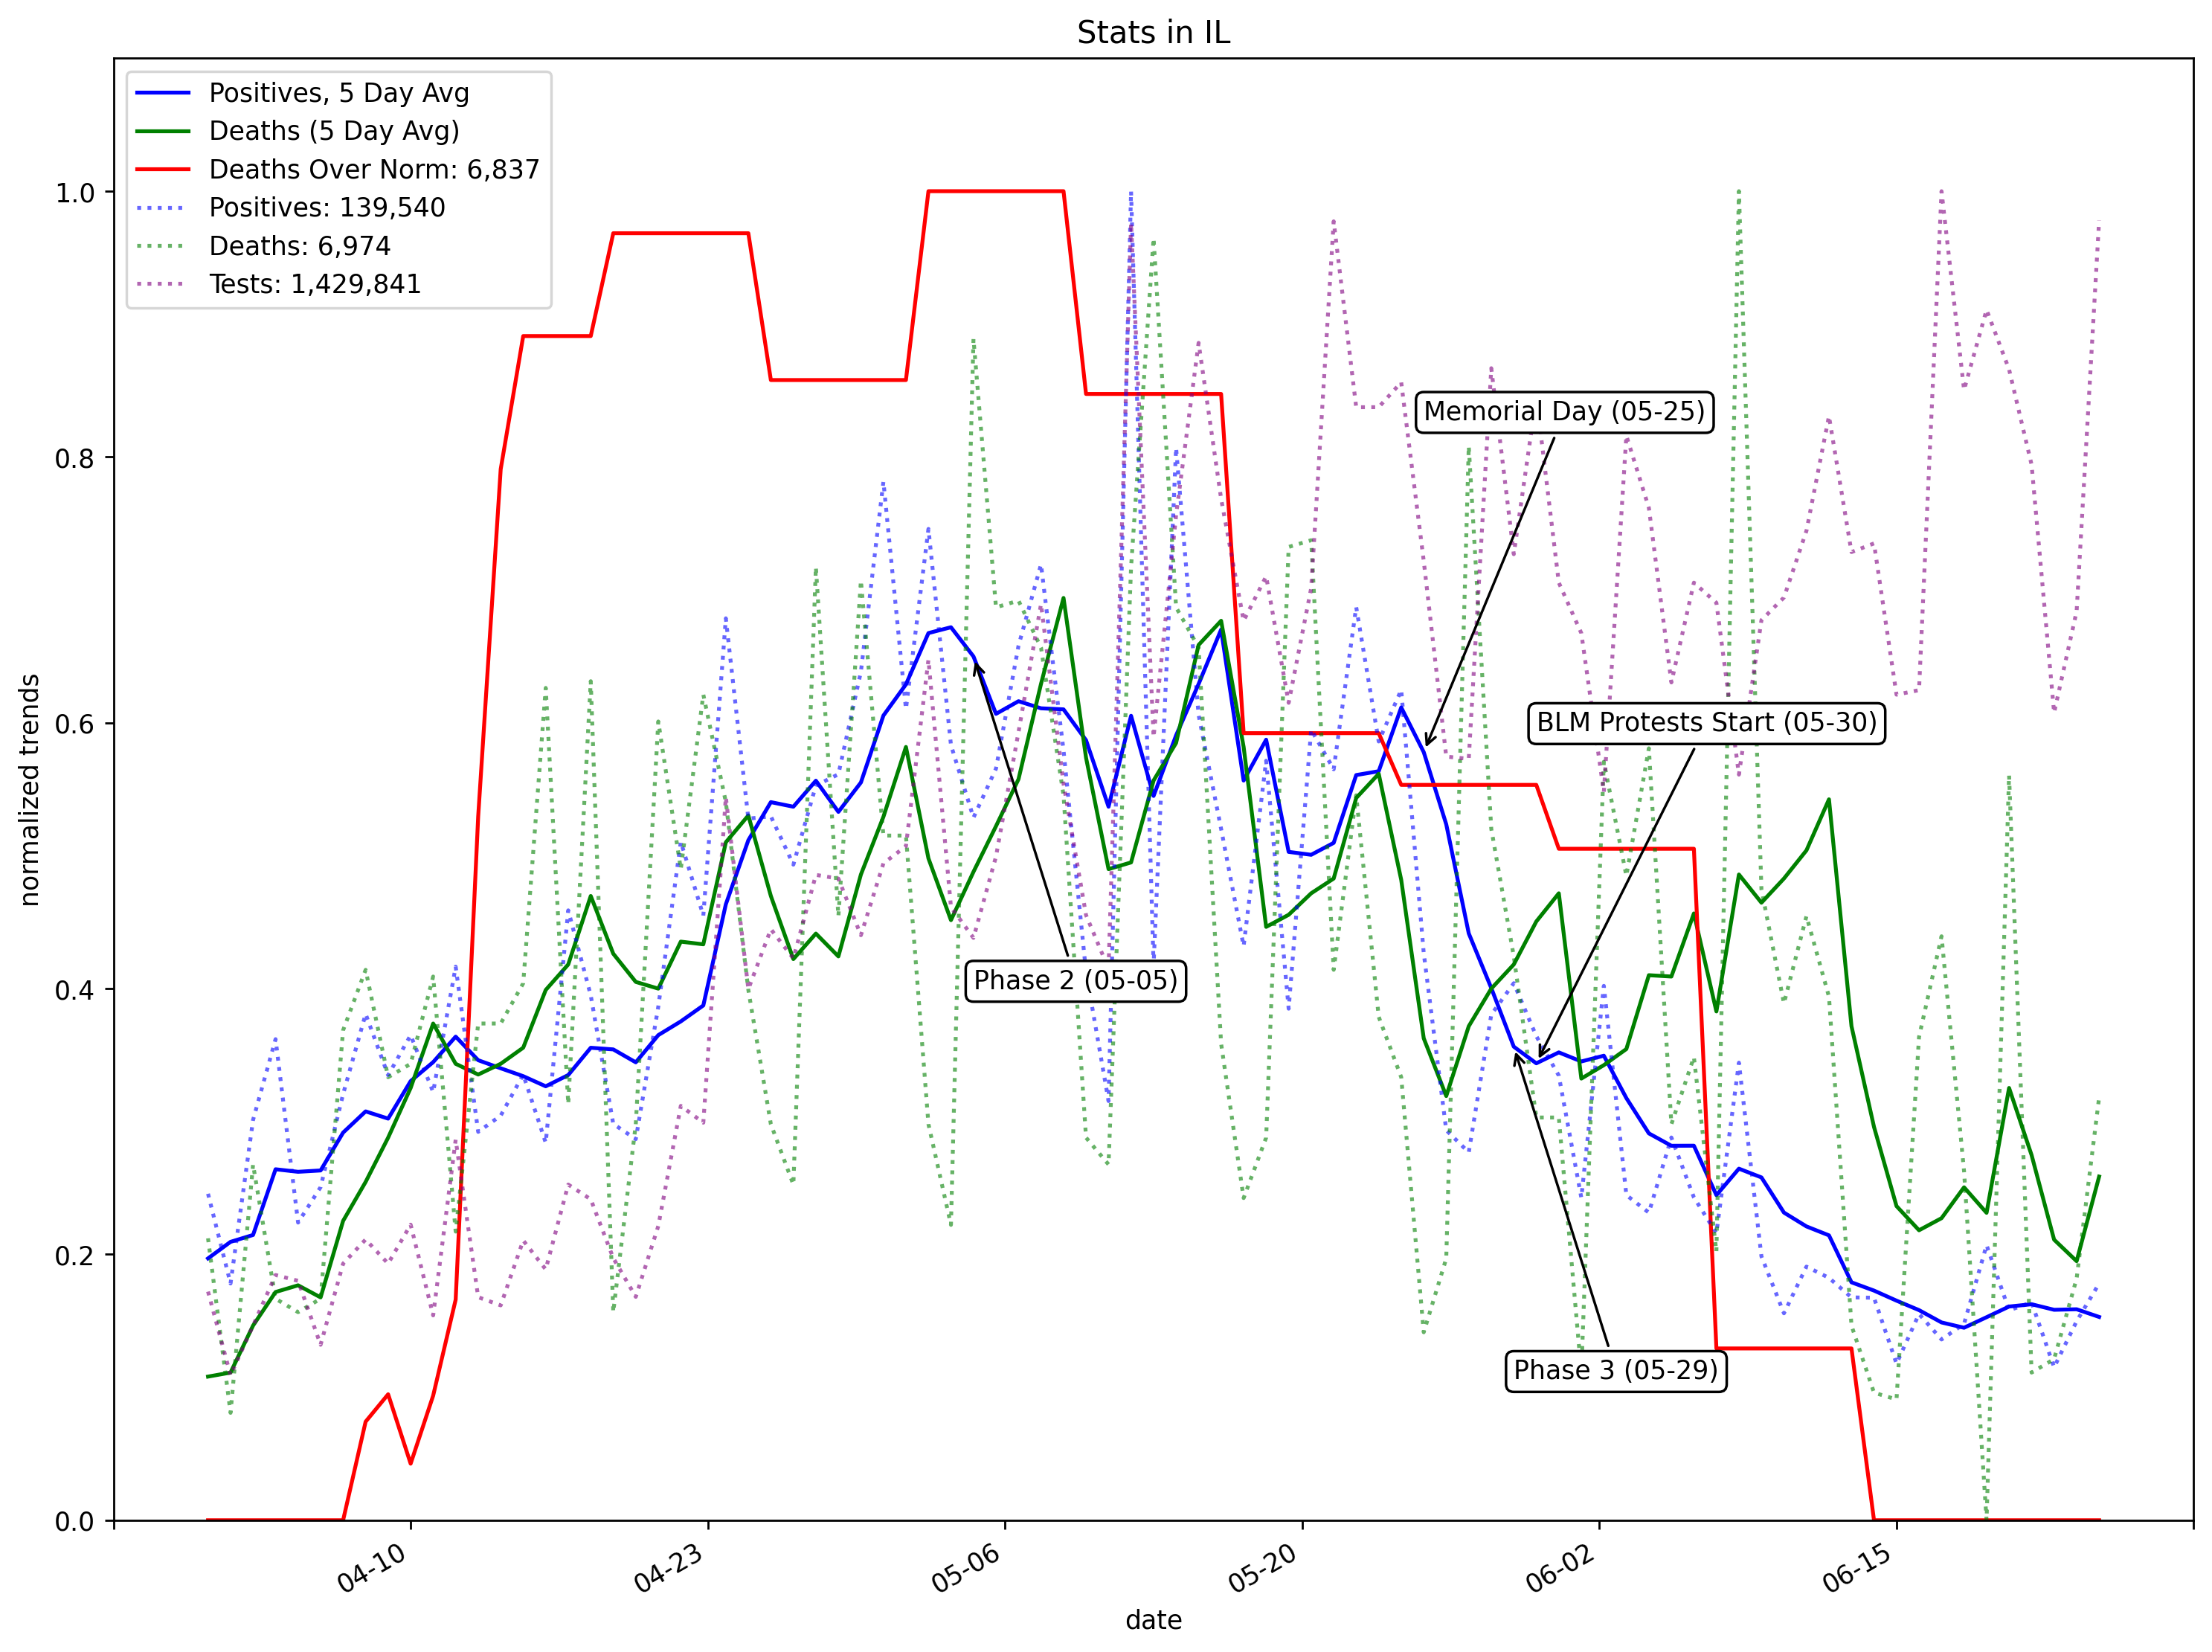 Stats in IL
Positives, 5 Day Avg
Deaths (5 Day Avg)
Deaths Over Norm: 6,837
Positives: 139,540
Deaths: 6,974
Tests: 1,429,841
1.0
0.8
0.6
0.4
0.2
0.0
normalized trends
Memorial Day (05-25)
BLM Protests Start (05-30)
Phase 2 (05-05)
Phase 3 (05-29)
04-10
04-23
05-06
05-20
06-02
06-15
date